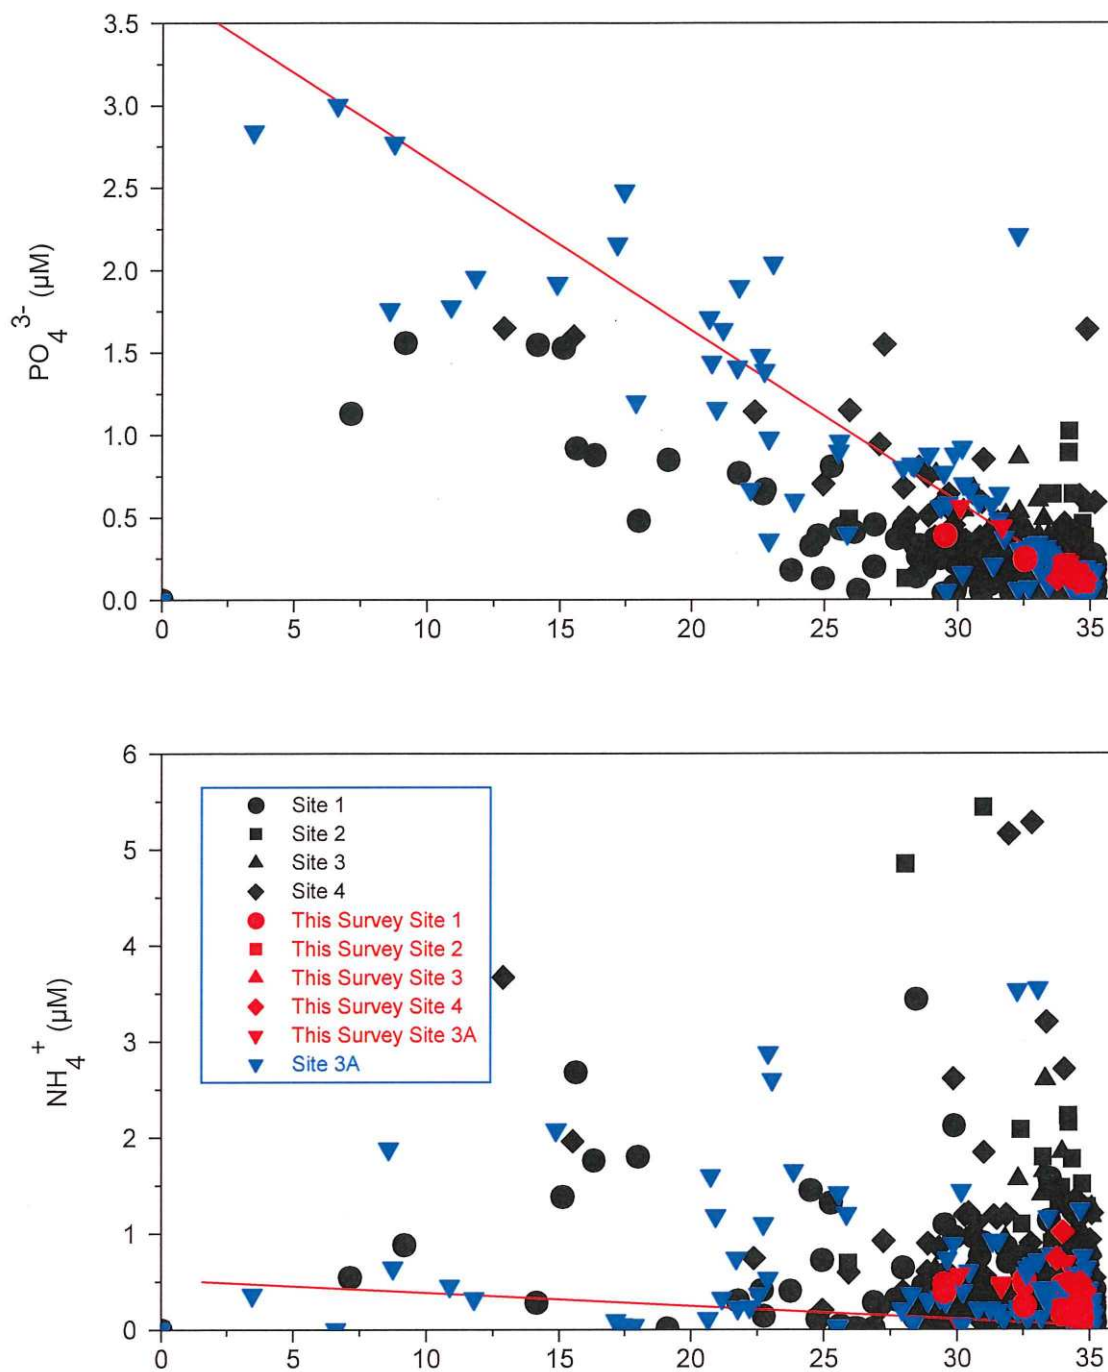 3.5
3.0
2.5
2.0
1.5
1.0
0.5
0.0
PO₄³⁻ (µM)
0 5 10 15 20 25 30 35
6
5
4
3
2
1
0
NH₄⁺ (µM)
Site 1
Site 2
Site 3
Site 4
This Survey Site 1
This Survey Site 2
This Survey Site 3
This Survey Site 4
This Survey Site 3A
Site 3A
0 5 10 15 20 25 30 35